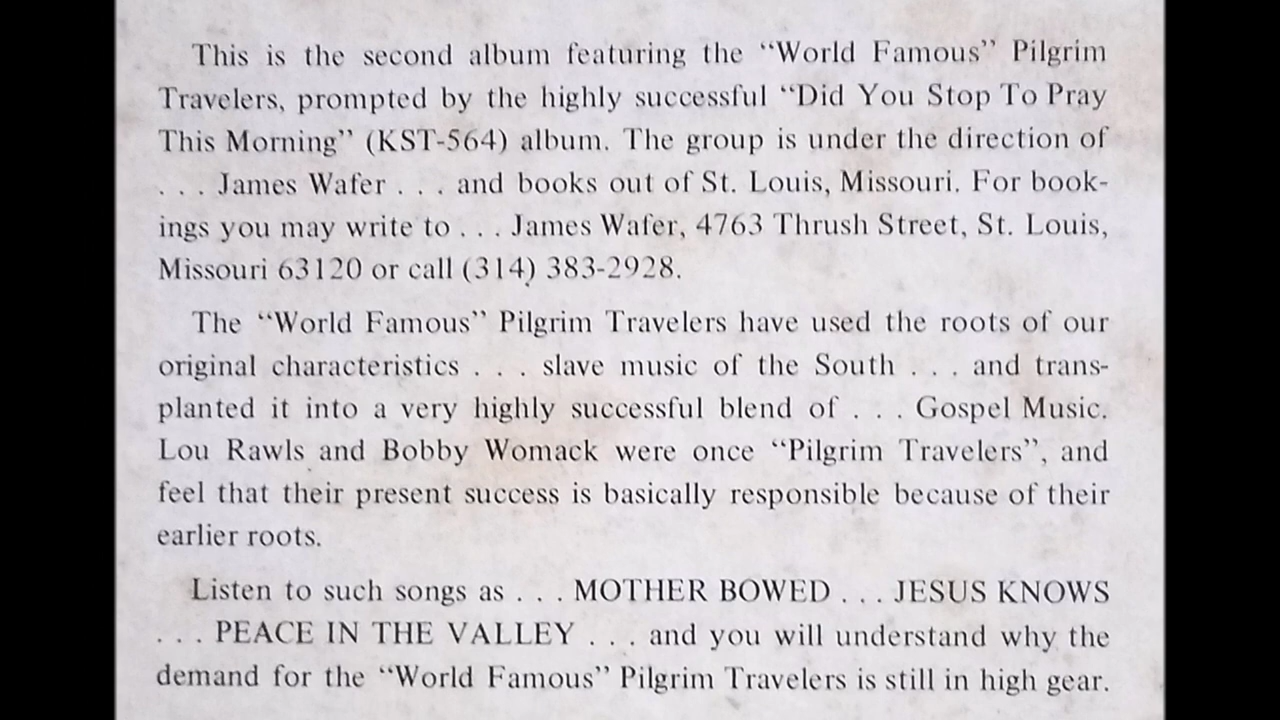 This is the second album featuring the “World Famous” Pilgrim
Travelers, prompted by the highly successful “Did You Stop To Pray
This Morning” (KST-564) album. The group is under the direction of
. . . James Wafer . . . and books out of St. Louis, Missouri. For book-
ings you may write to . . . James Wafer, 4763 Thrush Street, St. Louis,
Missouri 63120 or call (314) 383-2928.
The “World Famous” Pilgrim Travelers have used the roots of our
original characteristics . . . slave music of the South . . . and trans-
planted it into a very highly successful blend of . . . Gospel Music.
Lou Rawls and Bobby Womack were once “Pilgrim Travelers”, and
feel that their present success is basically responsible because of their
earlier roots.
Listen to such songs as . . . MOTHER BOWED . . . JESUS KNOWS
. . . PEACE IN THE VALLEY . . . and you will understand why the
demand for the “World Famous” Pilgrim Travelers is still in high gear.